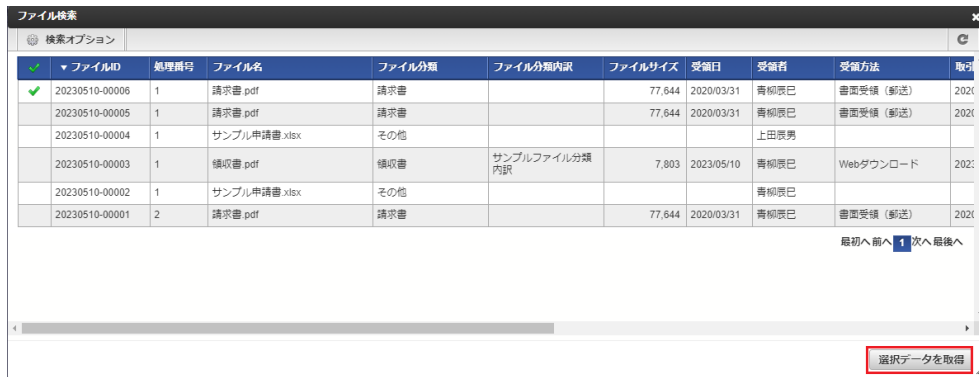 ファイル検索
検索オプション
▼ ファイルID 処理番号 ファイル名 ファイル分類 ファイル分類内訳 ファイルサイズ 受領日 受領者 受領方法 取引
20230510-00006 1 請求書.pdf 請求書 77,644 2020/03/31 青柳辰巳 書面受領（郵送） 2020
20230510-00005 1 請求書.pdf 請求書 77,644 2020/03/31 青柳辰巳 書面受領（郵送） 2020
20230510-00004 1 サンプル申請書.xlsx その他 上田辰男
20230510-00003 1 領収書.pdf 領収書 サンプルファイル分類内訳 7,803 2023/05/10 青柳辰巳 Webダウンロード 2023
20230510-00002 1 サンプル申請書.xlsx その他 青柳辰巳
20230510-00001 2 請求書.pdf 請求書 77,644 2020/03/31 青柳辰巳 書面受領（郵送） 2020
最初へ 前へ 1 次へ 最後へ
選択データを取得